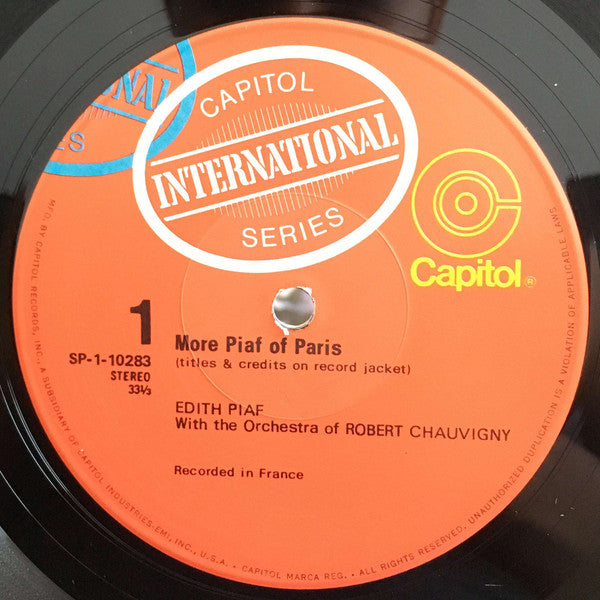 NAL
ES
CAPITOL
INTERNATIONAL
SERIES
Capitol®
1
SP-1-10283
STEREO
33⅓
More Piaf of Paris
(titles & credits on record jacket)
EDITH PIAF
With the Orchestra of ROBERT CHAUVIGNY
Recorded in France
MFD. BY CAPITOL RECORDS, INC., A SUBSIDIARY OF CAPITOL INDUSTRIES-EMI, INC., U.S.A. • CAPITOL MARCA REG. • ALL RIGHTS RESERVED. UNAUTHORIZED DUPLICATION IS A VIOLATION OF APPLICABLE LAWS